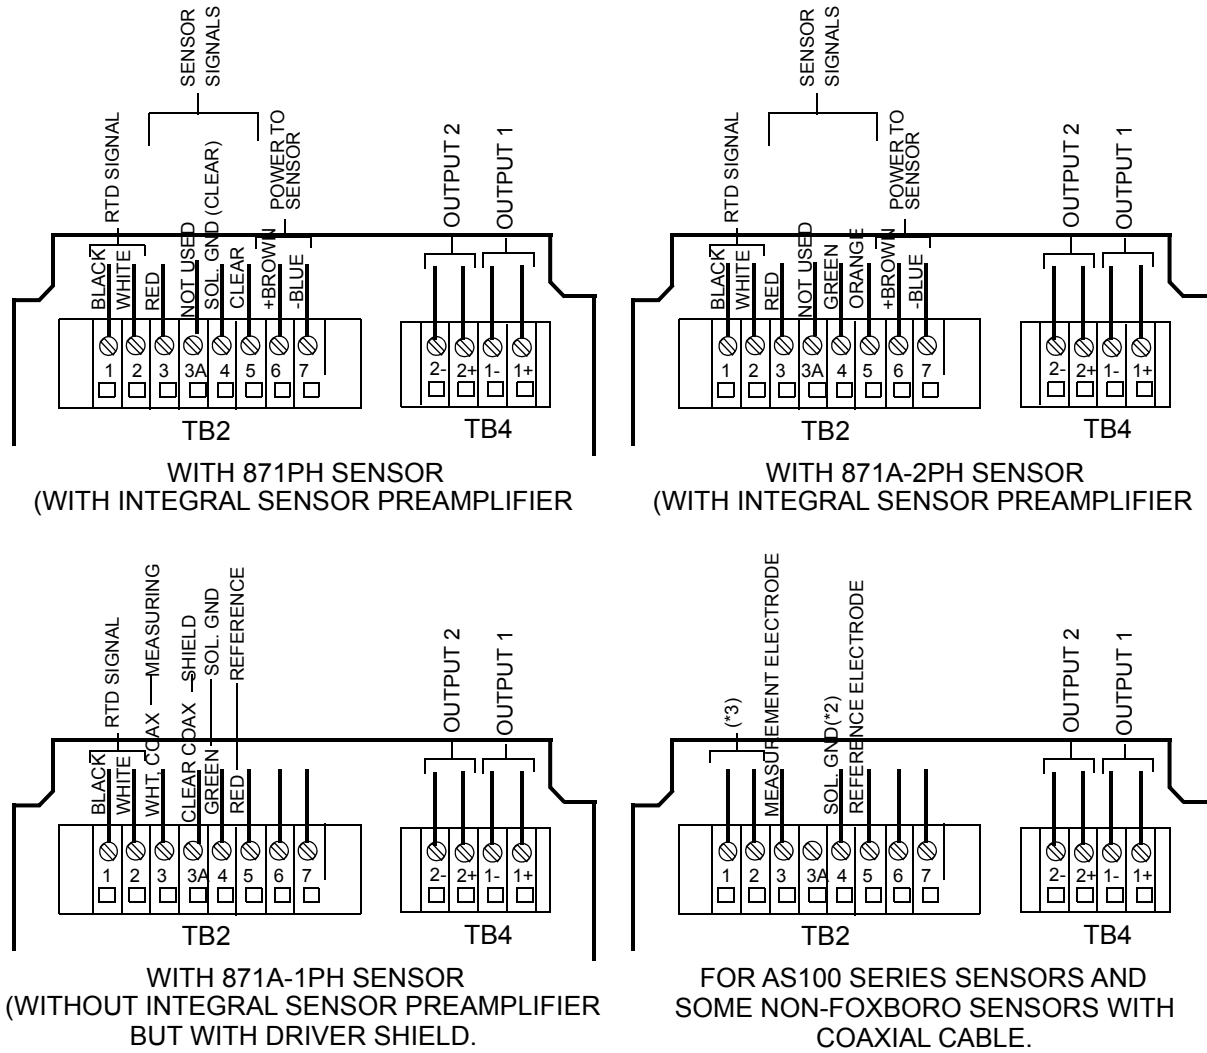 SENSOR
SIGNALS
RTD SIGNAL
POWER TO
SENSOR
OUTPUT 2
OUTPUT 1
BLACK
WHITE
RED
NOT USED
SOL. GND (CLEAR)
CLEAR
+BROWN
-BLUE
1 2 3 3A 4 5 6 7
2- 2+ 1- 1+
TB2
TB4
WITH 871PH SENSOR
(WITH INTEGRAL SENSOR PREAMPLIFIER
SENSOR
SIGNALS
RTD SIGNAL
POWER TO
SENSOR
OUTPUT 2
OUTPUT 1
BLACK
WHITE
RED
NOT USED
GREEN
ORANGE
+BROWN
-BLUE
1 2 3 3A 4 5 6 7
2- 2+ 1- 1+
TB2
TB4
WITH 871A-2PH SENSOR
(WITH INTEGRAL SENSOR PREAMPLIFIER
RTD SIGNAL
MEASURING
SHIELD
SOL. GND
REFERENCE
OUTPUT 2
OUTPUT 1
BLACK
WHITE
WHT. COAX
CLEAR COAX
GREEN
RED
1 2 3 3A 4 5 6 7
2- 2+ 1- 1+
TB2
TB4
WITH 871A-1PH SENSOR
(WITHOUT INTEGRAL SENSOR PREAMPLIFIER
BUT WITH DRIVER SHIELD.
(*3)
MEASUREMENT ELECTRODE
SOL. GND(*2)
REFERENCE ELECTRODE
OUTPUT 2
OUTPUT 1
1 2 3 3A 4 5 6 7
2- 2+ 1- 1+
TB2
TB4
FOR AS100 SERIES SENSORS AND
SOME NON-FOXBORO SENSORS WITH
COAXIAL CABLE.